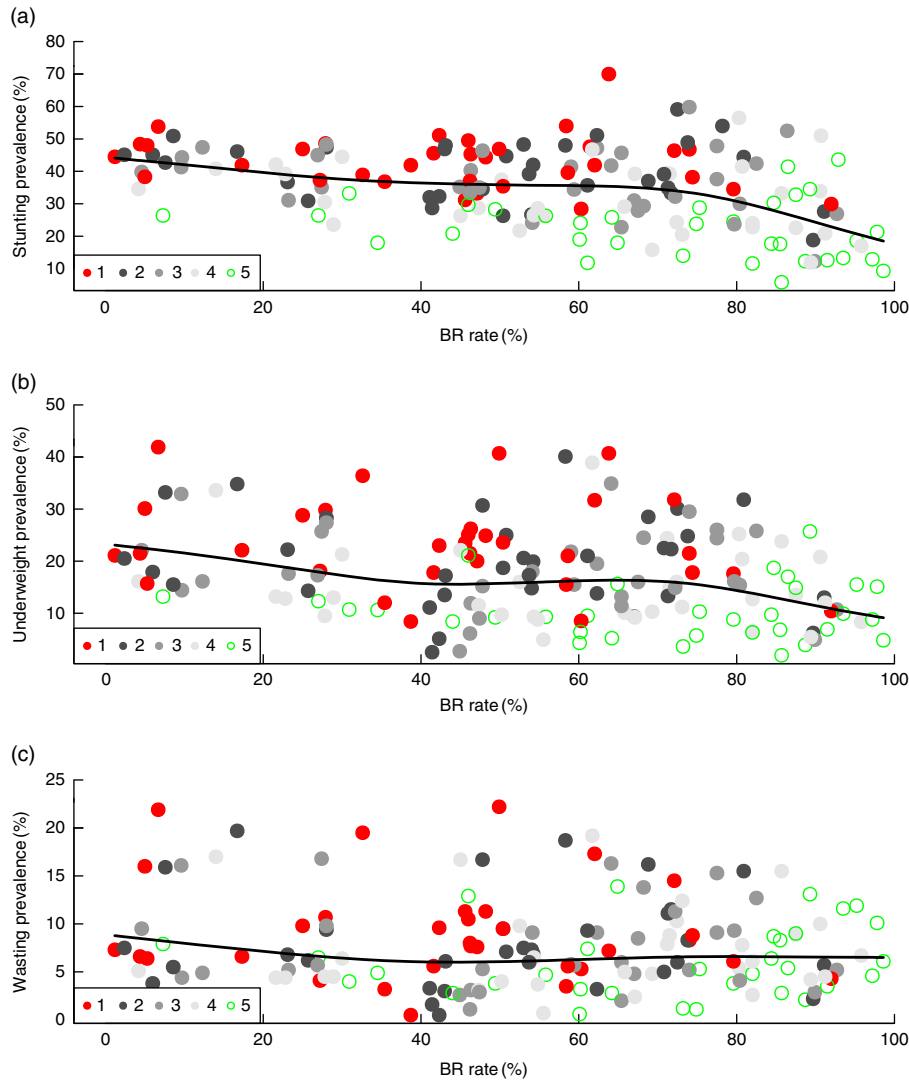 (a)
80
70
60
50
40
30
20
10
Stunting prevalence (%)
1 2 3 4 5
0 20 40 60 80 100
BR rate (%)
(b)
50
40
30
20
10
Underweight prevalence (%)
1 2 3 4 5
0 20 40 60 80 100
BR rate (%)
(c)
25
20
15
10
5
0
Wasting prevalence (%)
1 2 3 4 5
0 20 40 60 80 100
BR rate (%)